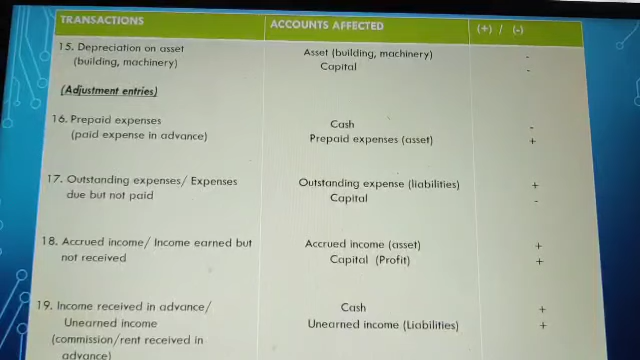 TRANSACTIONS ACCOUNTS AFFECTED (+) / (-)
15. Depreciation on asset Asset (building, machinery) -
(building, machinery) Capital -
(Adjustment entries)
16. Prepaid expenses Cash -
(paid expense in advance) Prepaid expenses (asset) +
17. Outstanding expenses/ Expenses Outstanding expense (liabilities) +
due but not paid Capital -
18. Accrued income/ Income earned but Accrued income (asset) +
not received Capital (Profit) +
19. Income received in advance/ Cash +
Unearned income Unearned income (Liabilities) +
(commission/rent received in
advance)